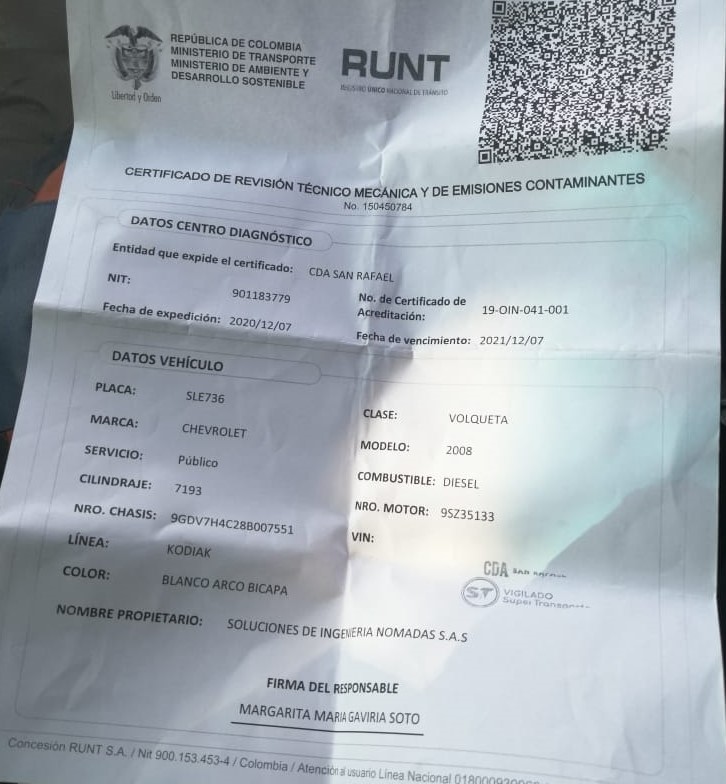 REPÚBLICA DE COLOMBIA
MINISTERIO DE TRANSPORTE
MINISTERIO DE AMBIENTE Y
DESARROLLO SOSTENIBLE
Libertad y Orden
RUNT
REGISTRO ÚNICO NACIONAL DE TRÁNSITO
CERTIFICADO DE REVISIÓN TÉCNICO MECÁNICA Y DE EMISIONES CONTAMINANTES
No. 150450784
DATOS CENTRO DIAGNÓSTICO
Entidad que expide el certificado: CDA SAN RAFAEL
NIT: 901183779
No. de Certificado de
Acreditación: 19-OIN-041-001
Fecha de expedición: 2020/12/07
Fecha de vencimiento: 2021/12/07
DATOS VEHÍCULO
PLACA: SLE736
CLASE: VOLQUETA
MARCA: CHEVROLET
MODELO: 2008
SERVICIO: Público
COMBUSTIBLE: DIESEL
CILINDRAJE: 7193
NRO. MOTOR: 9SZ35133
NRO. CHASIS: 9GDV7H4C28B007551
VIN:
LÍNEA: KODIAK
COLOR: BLANCO ARCO BICAPA
CDA SAN RAFAEL
ST VIGILADO
Super
NOMBRE PROPIETARIO: SOLUCIONES DE INGENIERIA NOMADAS S.A.S
FIRMA DEL RESPONSABLE
MARGARITA MARIA GAVIRIA SOTO
Concesión RUNT S.A. / Nit 900.153.453-4 / Colombia / Atención al usuario Línea Nacional